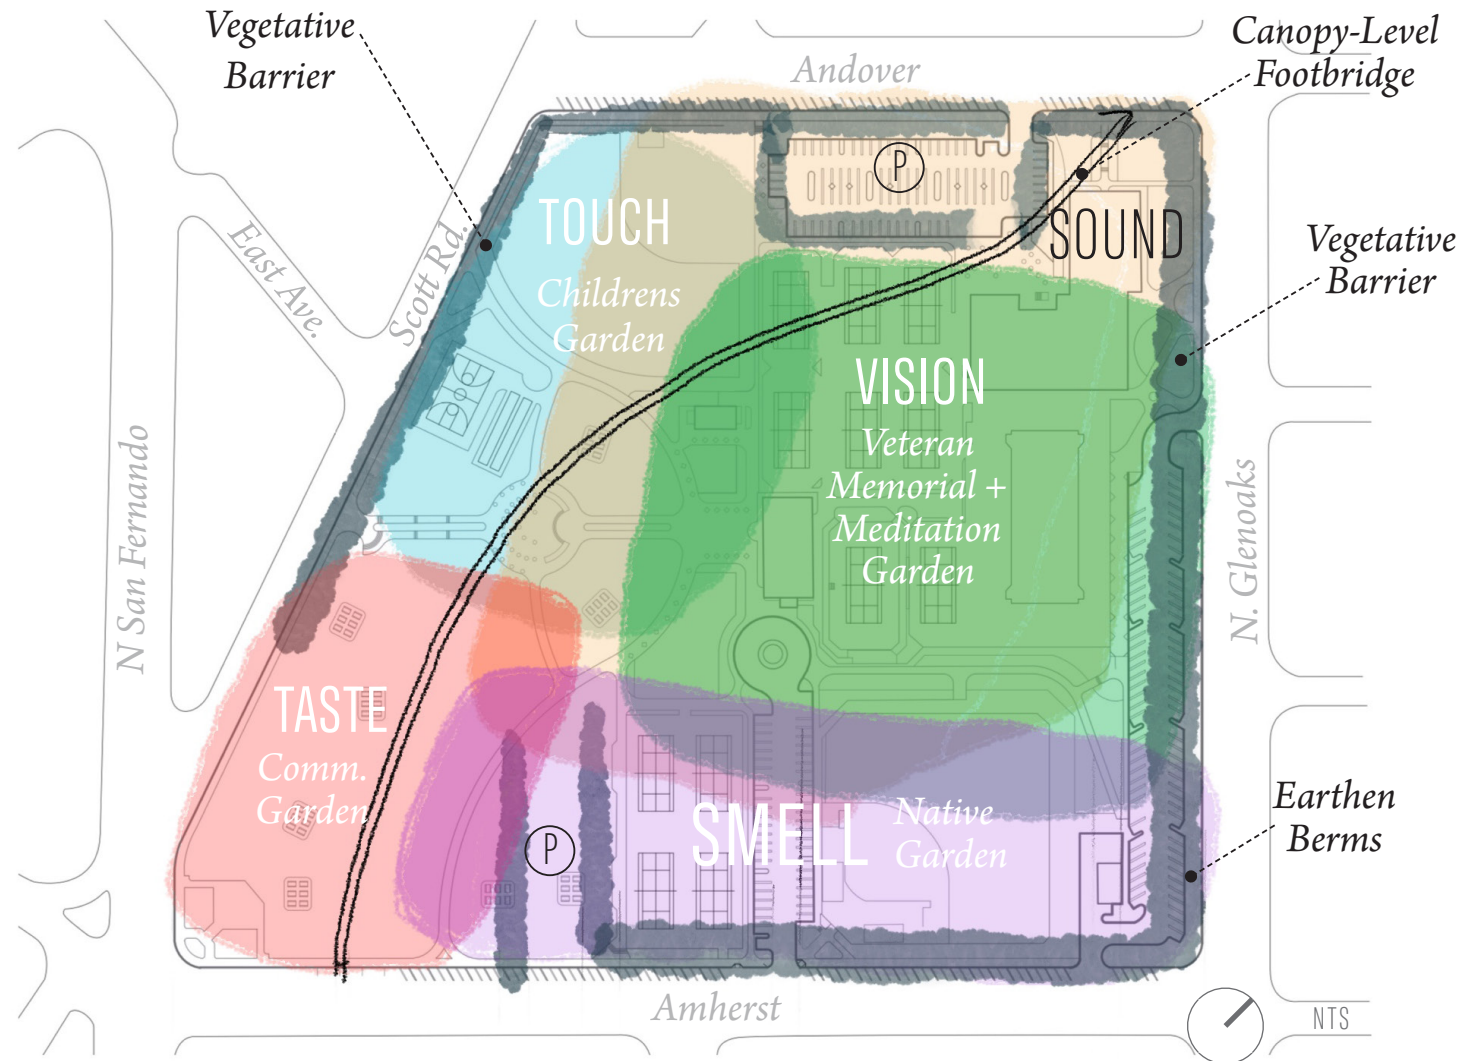 Vegetative
Barrier
Canopy-Level
Footbridge
Andover
P
TOUCH
SOUND
East Ave.
Scott Rd.
Vegetative
Barrier
Childrens
Garden
VISION
Veteran
Memorial +
Meditation
Garden
N San Fernando
N. Glenoaks
TASTE
Comm.
Garden
Earthen
Berms
SMELL
Native
Garden
P
Amherst
NTS